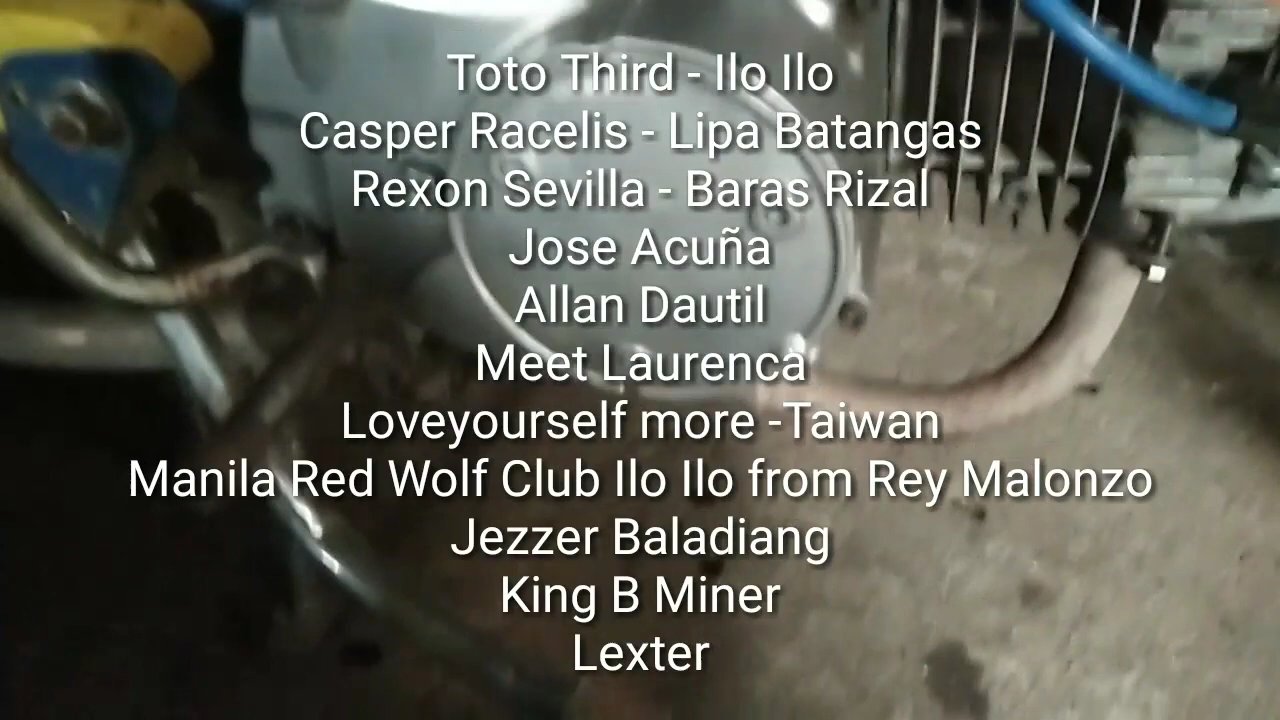 Toto Third - Ilo Ilo
Casper Racelis - Lipa Batangas
Rexon Sevilla - Baras Rizal
Jose Acuña
Allan Dautil
Meet Laurenca
Loveyourself more -Taiwan
Manila Red Wolf Club Ilo Ilo from Rey Malonzo
Jezzer Baladiang
King B Miner
Lexter